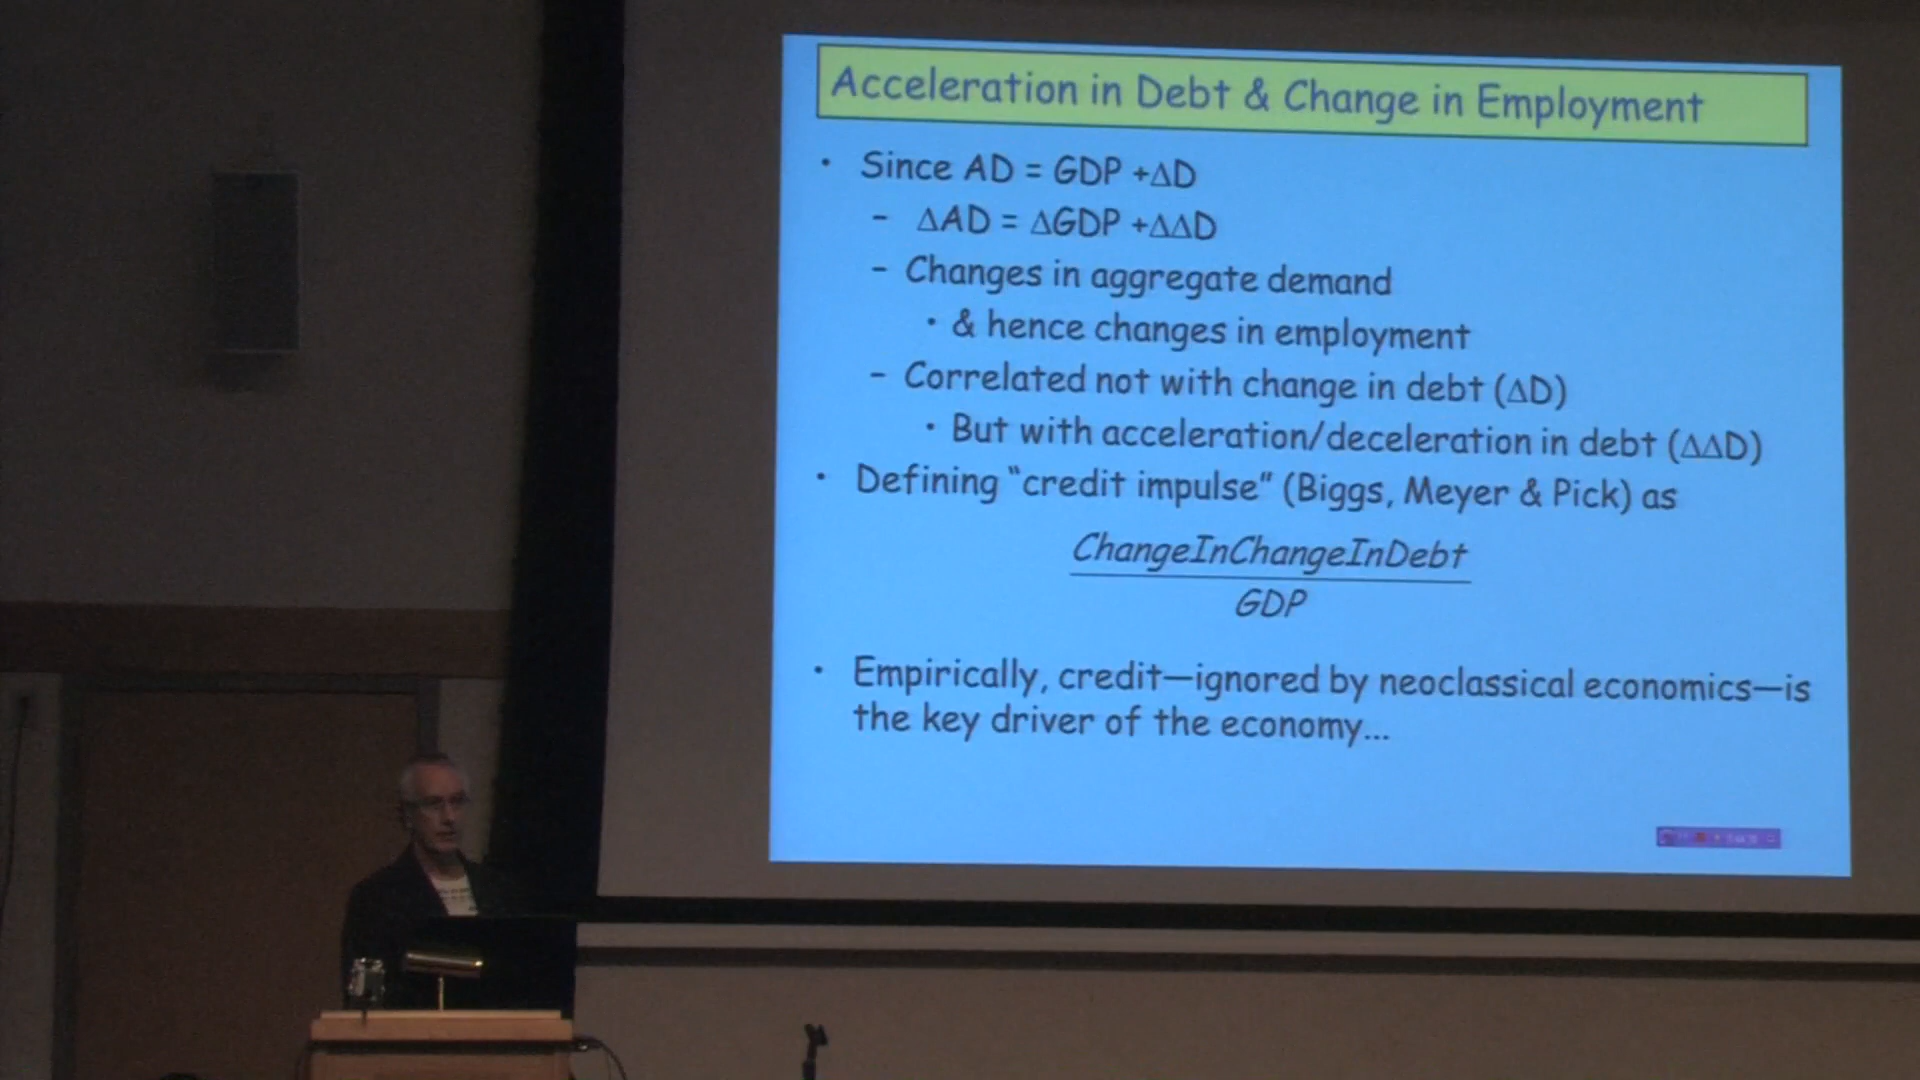 Acceleration in Debt & Change in Employment
• Since AD = GDP +ΔD
– ΔAD = ΔGDP +ΔΔD
– Changes in aggregate demand
• & hence changes in employment
– Correlated not with change in debt (ΔD)
• But with acceleration/deceleration in debt (ΔΔD)
• Defining “credit impulse” (Biggs, Meyer & Pick) as
ChangeInChangeInDebt
GDP
• Empirically, credit—ignored by neoclassical economics—is
the key driver of the economy...